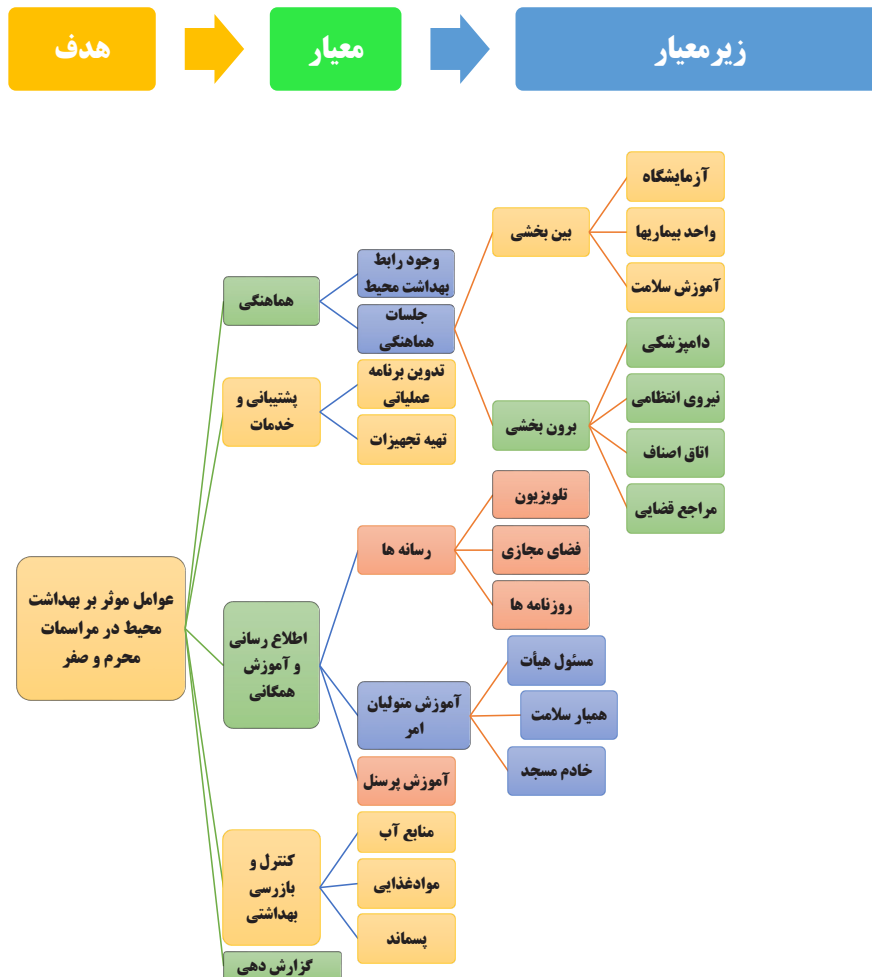 هدف
معیار
زیرمعیار
عوامل موثر بر بهداشت
محیط در مراسمات
محرم و صفر
هماهنگی
وجود رابط
بهداشت محیط
جلسات
هماهنگی
بین بخشی
آزمایشگاه
واحد بیماریها
آموزش سلامت
برون بخشی
دامپزشکی
نیروی انتظامی
اتاق اصناف
مراجع قضایی
پشتیبانی و
خدمات
تدوین برنامه
عملیاتی
تهیه تجهیزات
اطلاع رسانی
و آموزش
همگانی
رسانه ها
تلویزیون
فضای مجازی
روزنامه ها
آموزش متولیان
امر
مسئول هیأت
همیار سلامت
خادم مسجد
آموزش پرسنل
کنترل و
بازرسی
بهداشتی
منابع آب
موادغذایی
پسماند
گزارش دهی